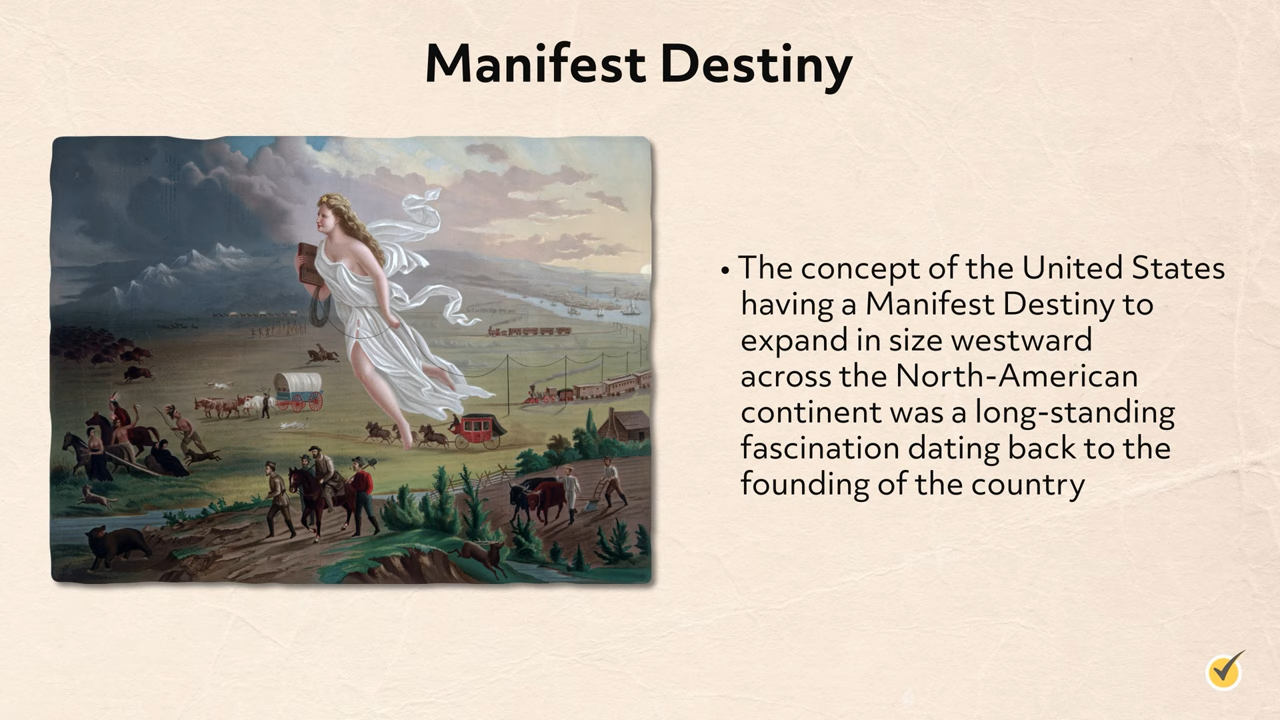 Manifest Destiny
• The concept of the United States
having a Manifest Destiny to
expand in size westward
across the North-American
continent was a long-standing
fascination dating back to the
founding of the country